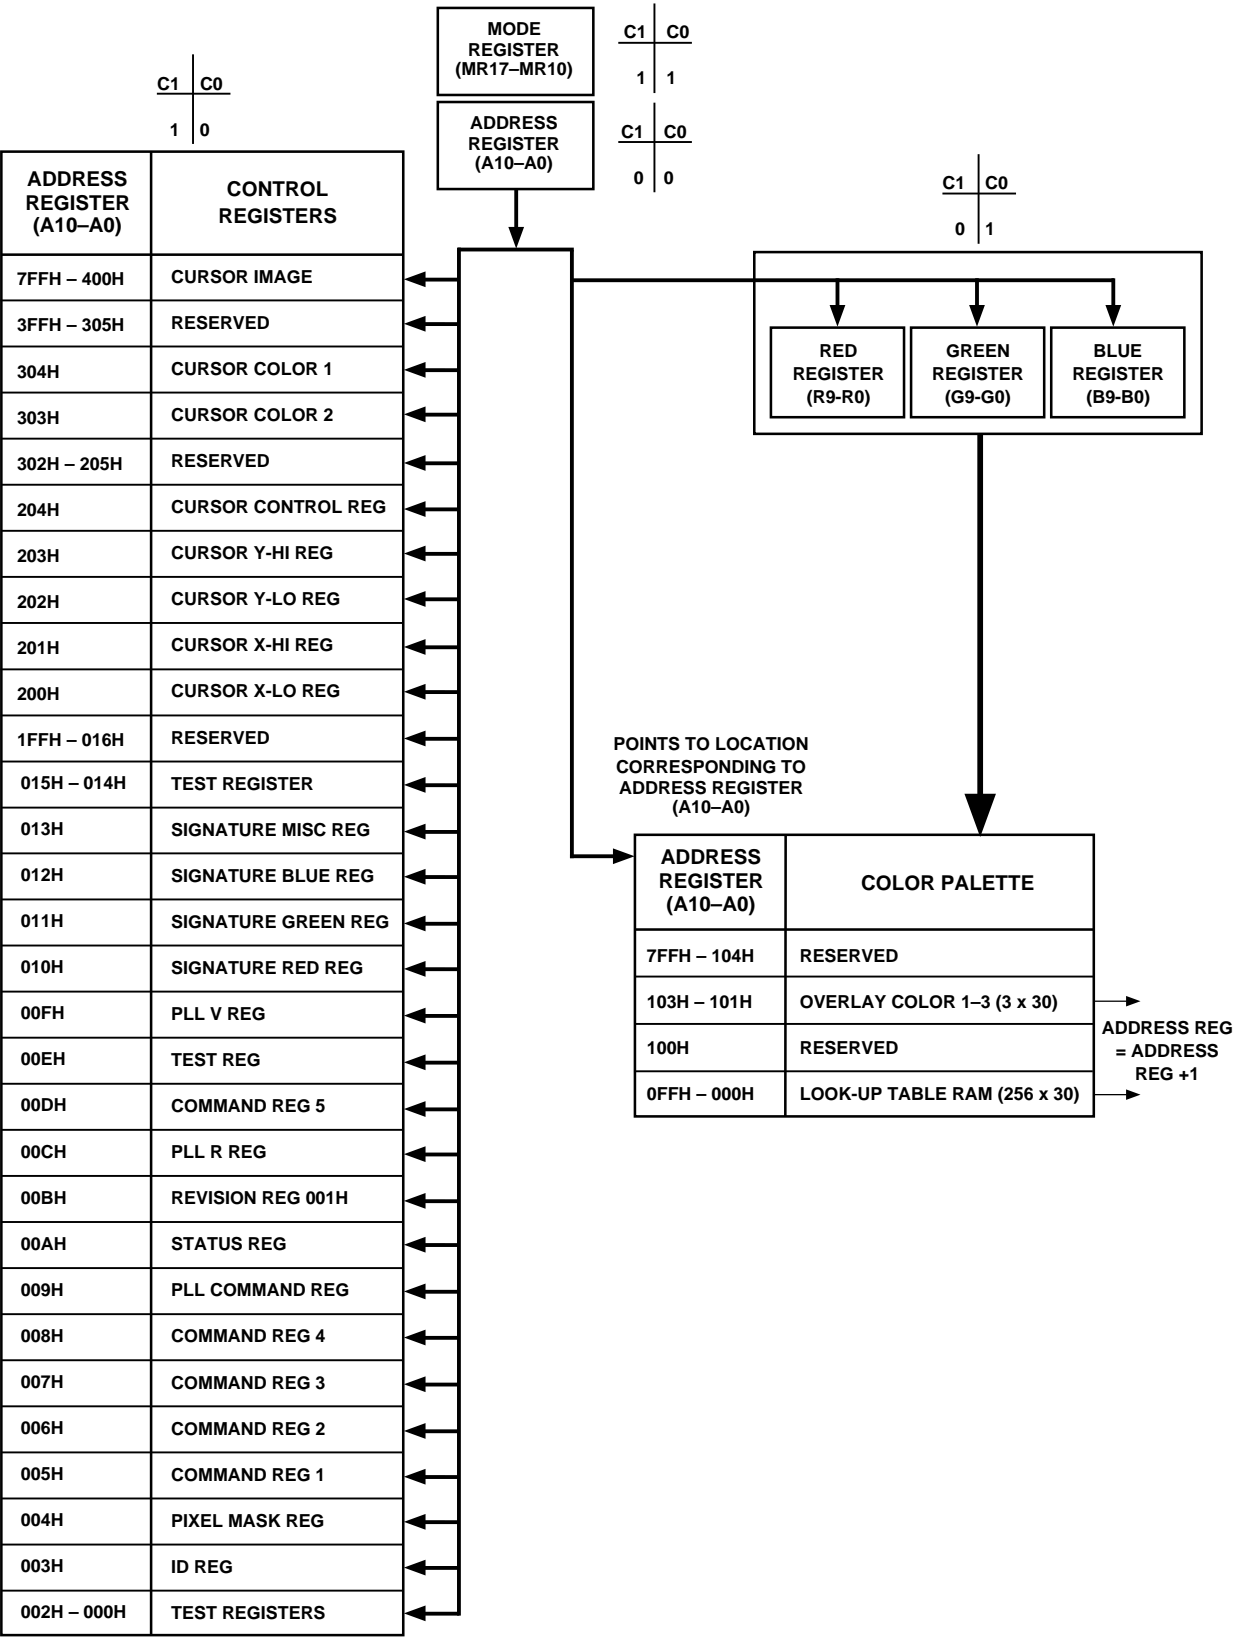 MODE
REGISTER
(MR17–MR10)
C1 C0
1 1
ADDRESS
REGISTER
(A10–A0)
C1 C0
0 0
C1 C0
1 0
ADDRESS
REGISTER
(A10–A0)
CONTROL
REGISTERS
7FFH – 400H CURSOR IMAGE
3FFH – 305H RESERVED
304H CURSOR COLOR 1
303H CURSOR COLOR 2
302H – 205H RESERVED
204H CURSOR CONTROL REG
203H CURSOR Y-HI REG
202H CURSOR Y-LO REG
201H CURSOR X-HI REG
200H CURSOR X-LO REG
1FFH – 016H RESERVED
015H – 014H TEST REGISTER
013H SIGNATURE MISC REG
012H SIGNATURE BLUE REG
011H SIGNATURE GREEN REG
010H SIGNATURE RED REG
00FH PLL V REG
00EH TEST REG
00DH COMMAND REG 5
00CH PLL R REG
00BH REVISION REG 001H
00AH STATUS REG
009H PLL COMMAND REG
008H COMMAND REG 4
007H COMMAND REG 3
006H COMMAND REG 2
005H COMMAND REG 1
004H PIXEL MASK REG
003H ID REG
002H – 000H TEST REGISTERS
C1 C0
0 1
RED
REGISTER
(R9-R0)
GREEN
REGISTER
(G9-G0)
BLUE
REGISTER
(B9-B0)
POINTS TO LOCATION
CORRESPONDING TO
ADDRESS REGISTER
(A10–A0)
ADDRESS
REGISTER
(A10–A0)
COLOR PALETTE
7FFH – 104H RESERVED
103H – 101H OVERLAY COLOR 1–3 (3 x 30)
100H RESERVED
0FFH – 000H LOOK-UP TABLE RAM (256 x 30)
ADDRESS REG
= ADDRESS
REG +1